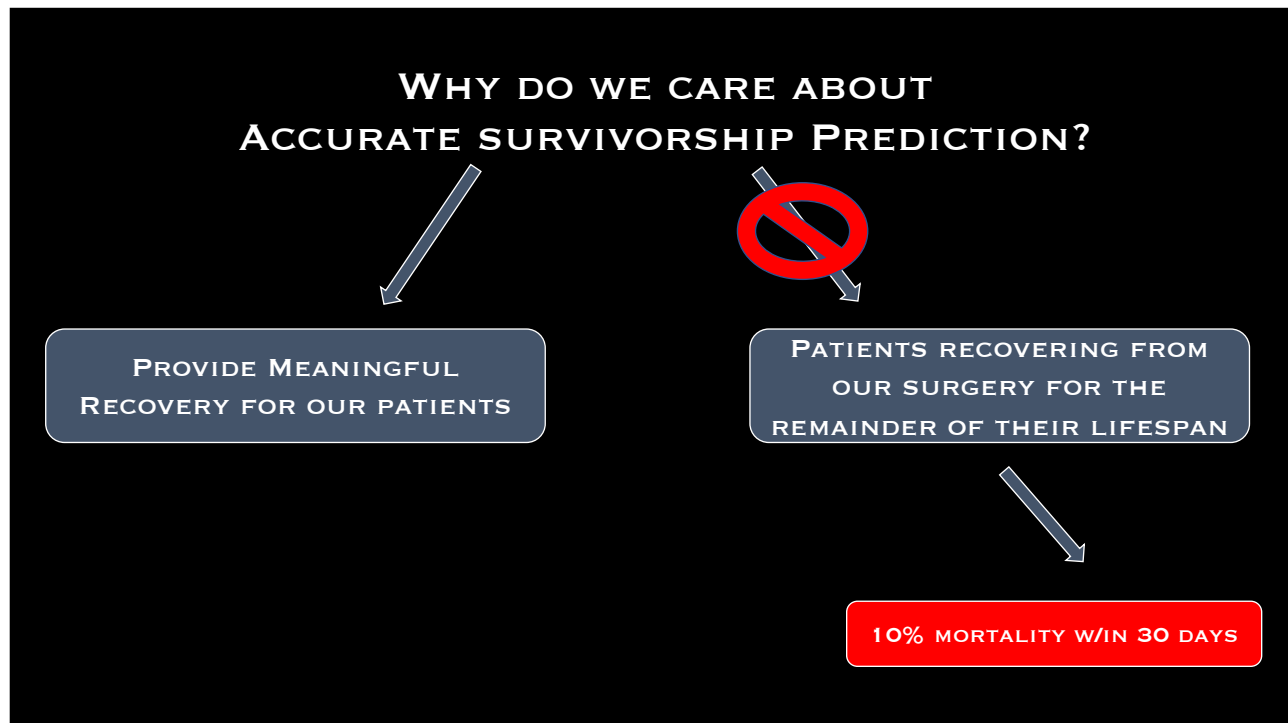 Why do we care about
Accurate survivorship Prediction?
Provide Meaningful
Recovery for our patients
Patients recovering from
our surgery for the
remainder of their lifespan
10% mortality w/in 30 days